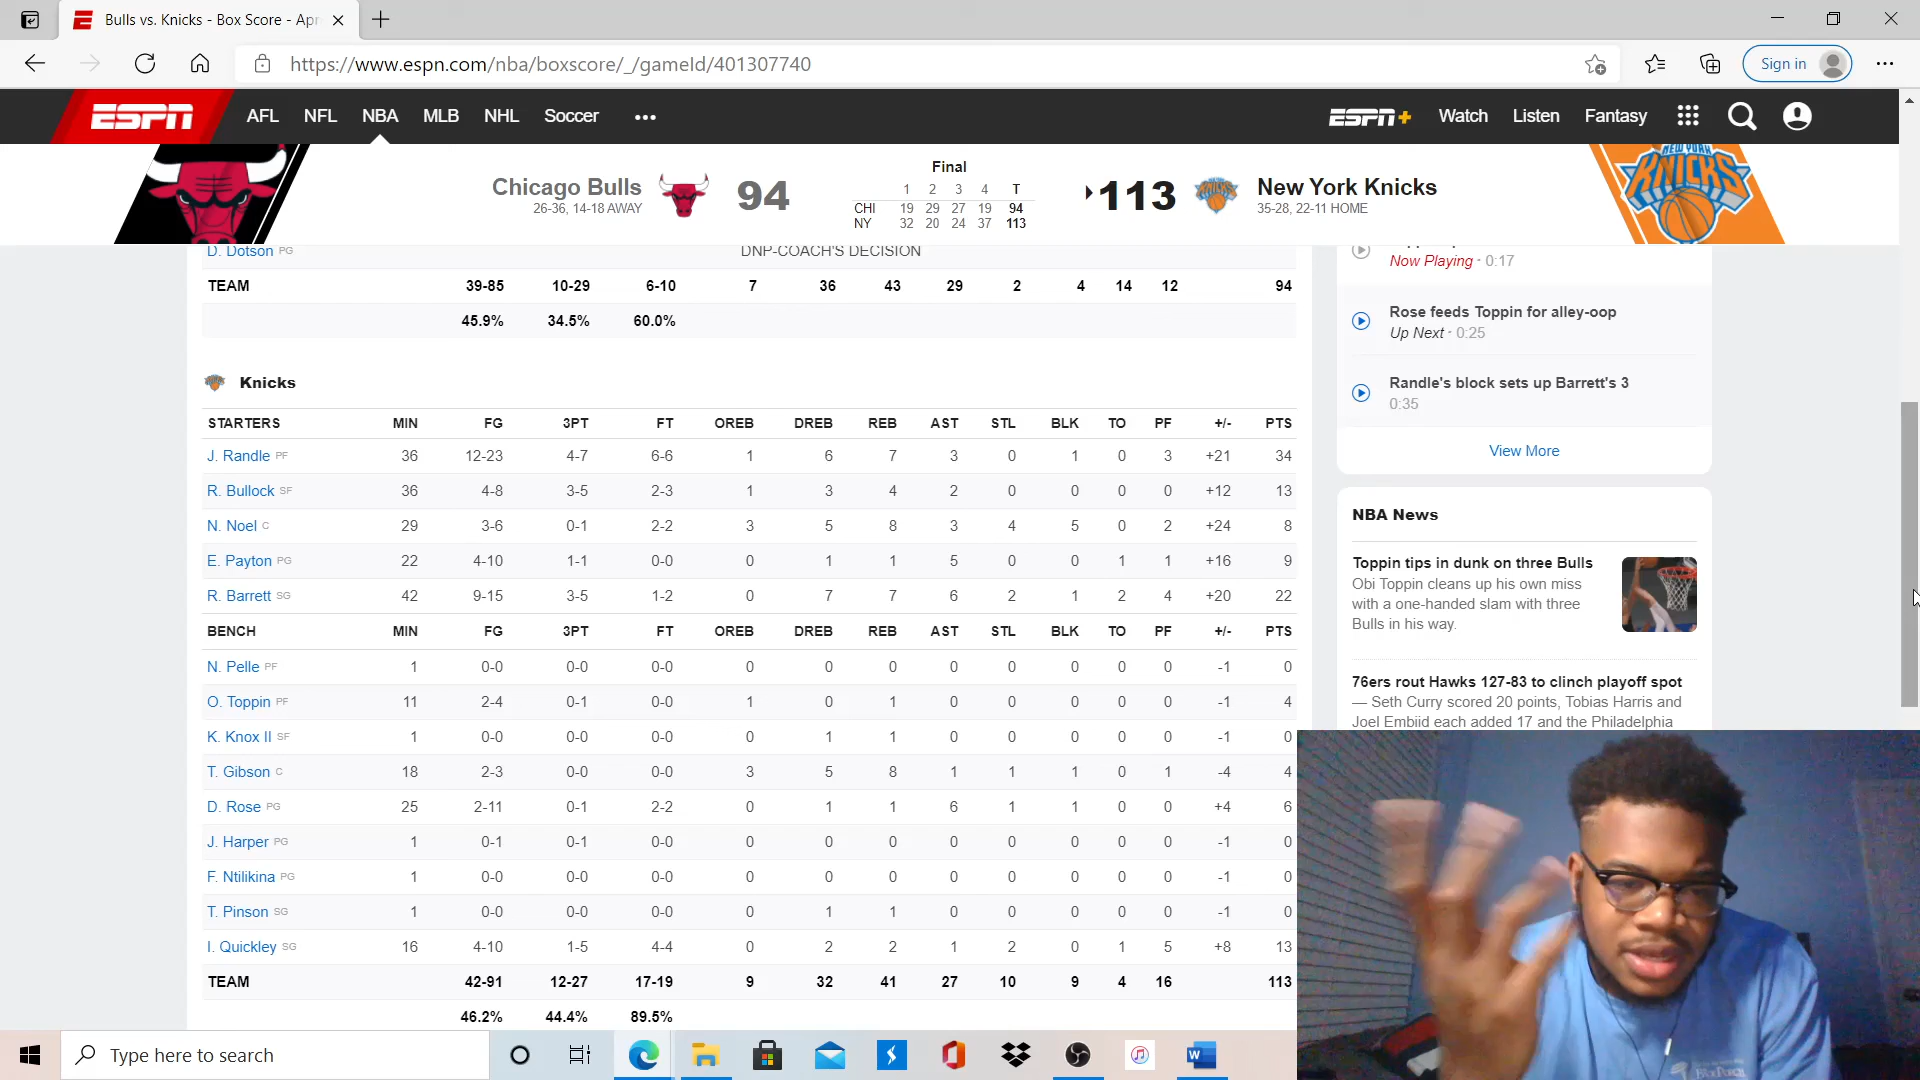 Bulls vs. Knicks - Box Score - Apr
https://www.espn.com/nba/boxscore/_/gameId/401307740
Sign in
ESPN AFL NFL NBA MLB NHL Soccer ESPN+ Watch Listen Fantasy
Final
Chicago Bulls 94 113 New York Knicks
26-36, 14-18 AWAY 35-28, 22-11 HOME
1 2 3 4 T
CHI 19 29 27 19 94
NY 32 20 24 37 113
NEW YORK
KNICKS
D. Dotson PG DNP-COACH'S DECISION
TEAM 39-85 10-29 6-10 7 36 43 29 2 4 14 12 94
45.9% 34.5% 60.0%
Knicks
STARTERS MIN FG 3PT FT OREB DREB REB AST STL BLK TO PF +/- PTS
J. Randle PF 36 12-23 4-7 6-6 1 6 7 3 0 1 0 3 +21 34
R. Bullock SF 36 4-8 3-5 2-3 1 3 4 2 0 0 0 0 +12 13
N. Noel C 29 3-6 0-1 2-2 3 5 8 3 4 5 0 2 +24 8
E. Payton PG 22 4-10 1-1 0-0 0 1 1 5 0 0 1 1 +16 9
R. Barrett SG 42 9-15 3-5 1-2 0 7 7 6 2 1 2 4 +20 22
BENCH MIN FG 3PT FT OREB DREB REB AST STL BLK TO PF +/- PTS
N. Pelle PF 1 0-0 0-0 0-0 0 0 0 0 0 0 0 0 -1 0
O. Toppin PF 11 2-4 0-1 0-0 1 0 1 0 0 0 0 0 -1 4
K. Knox II SF 1 0-0 0-0 0-0 0 1 1 0 0 0 0 0 -1 0
T. Gibson C 18 2-3 0-0 0-0 3 5 8 1 1 1 0 1 -4 4
D. Rose PG 25 2-11 0-1 2-2 0 1 1 6 1 1 0 0 +4 6
J. Harper PG 1 0-1 0-1 0-0 0 0 0 0 0 0 0 0 -1 0
F. Ntilikina PG 1 0-0 0-0 0-0 0 0 0 0 0 0 0 0 -1 0
T. Pinson SG 1 0-0 0-0 0-0 0 1 1 0 0 0 0 0 -1 0
I. Quickley SG 16 4-10 1-5 4-4 0 2 2 1 2 0 1 5 +8 13
TEAM 42-91 12-27 17-19 9 32 41 27 10 9 4 16 113
46.2% 44.4% 89.5%
Now Playing - 0:17
Rose feeds Toppin for alley-oop
Up Next - 0:25
Randle's block sets up Barrett's 3
0:35
View More
NBA News
Toppin tips in dunk on three Bulls
Obi Toppin cleans up his own miss
with a one-handed slam with three
Bulls in his way.
76ers rout Hawks 127-83 to clinch playoff spot
— Seth Curry scored 20 points, Tobias Harris and
Joel Embiid each added 17 and the Philadelphia
Type here to search
W